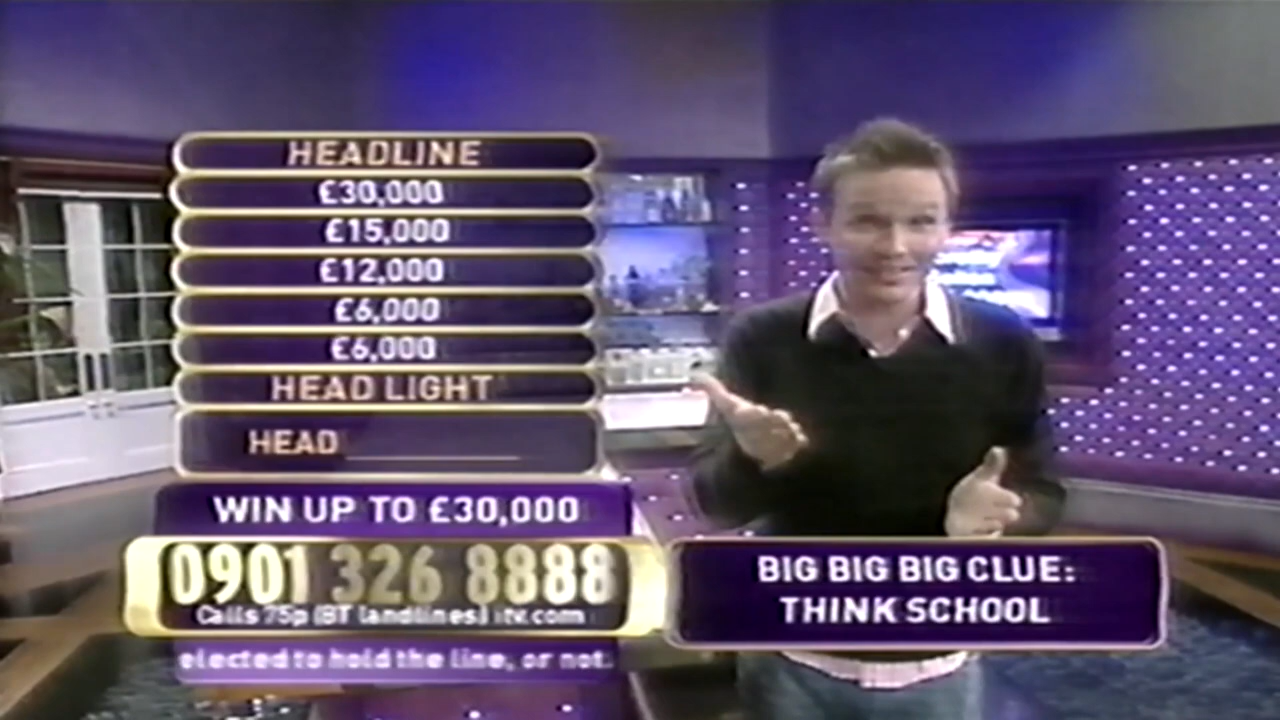 HEADLINE
£30,000
£15,000
£12,000
£6,000
£6,000
HEAD LIGHT
HEAD__________
WIN UP TO £30,000
0901 326 8888
Calls 75p (BT landlines) itv.com
elected to hold the line, or not.
BIG BIG BIG CLUE:
THINK SCHOOL